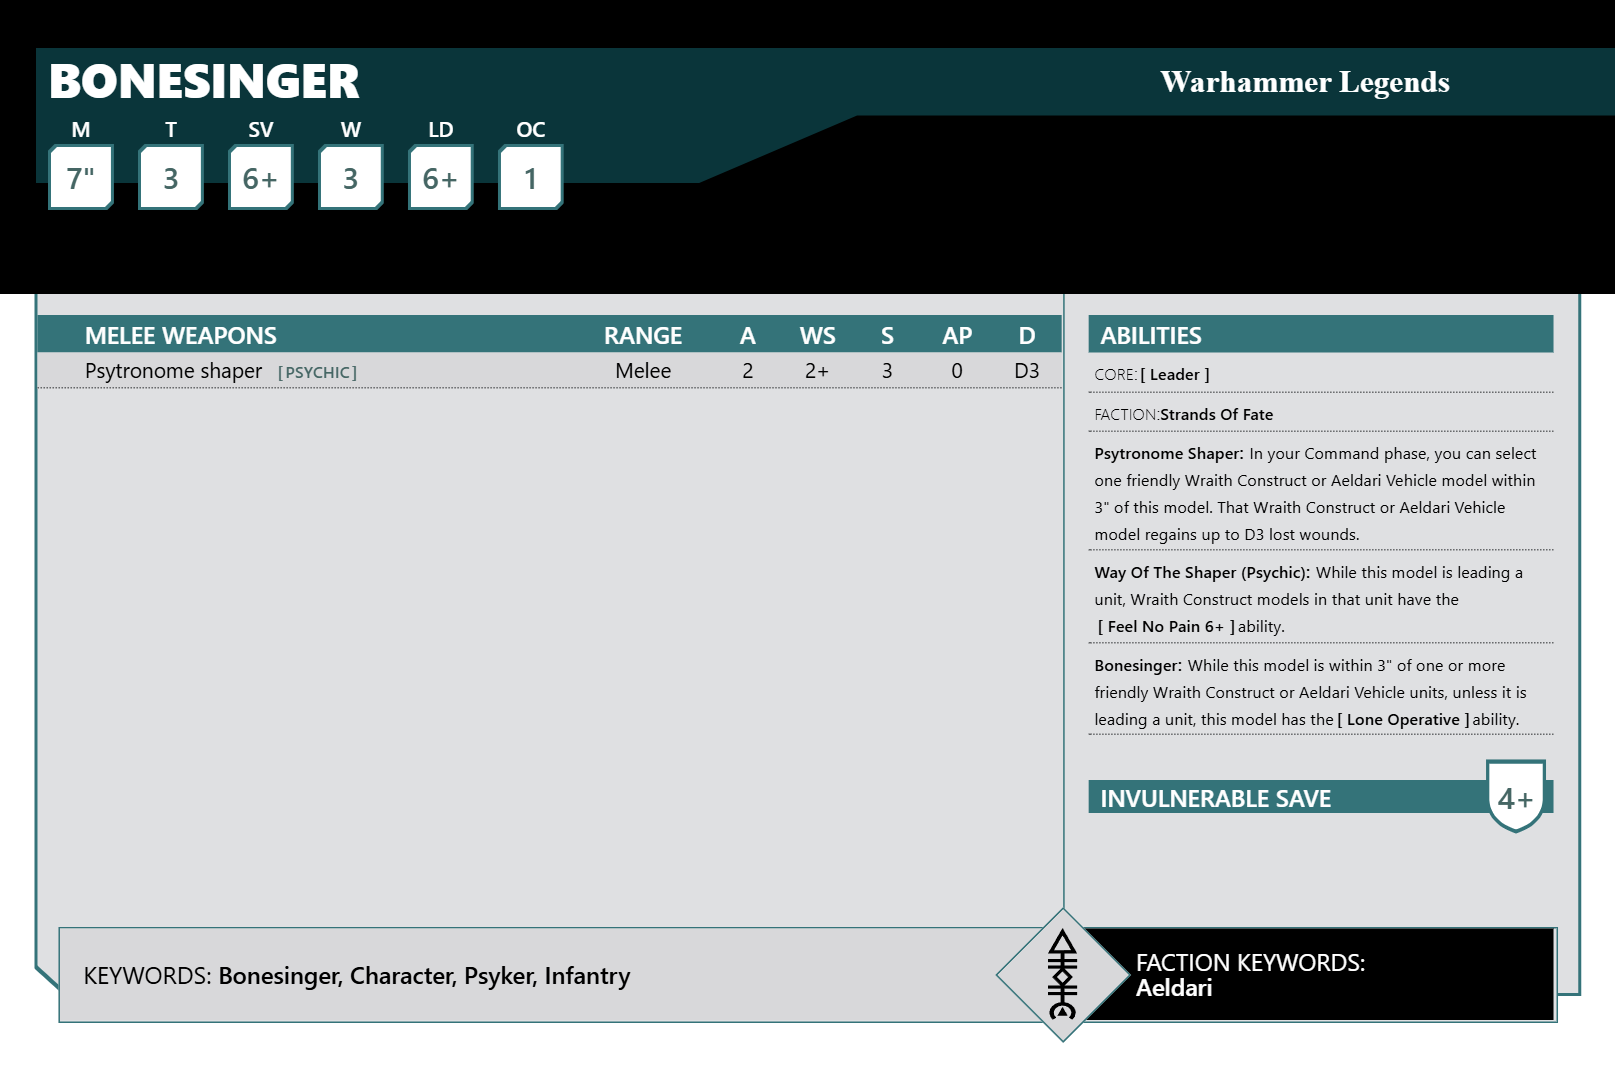 BONESINGER
Warhammer Legends
M T SV W LD OC
7" 3 6+ 3 6+ 1
MELEE WEAPONS RANGE A WS S AP D
Psytronome shaper [PSYCHIC] Melee 2 2+ 3 0 D3
ABILITIES
CORE: [ Leader ]
FACTION: Strands Of Fate
Psytronome Shaper: In your Command phase, you can select
one friendly Wraith Construct or Aeldari Vehicle model within
3" of this model. That Wraith Construct or Aeldari Vehicle
model regains up to D3 lost wounds.
Way Of The Shaper (Psychic): While this model is leading a
unit, Wraith Construct models in that unit have the
[ Feel No Pain 6+ ] ability.
Bonesinger: While this model is within 3" of one or more
friendly Wraith Construct or Aeldari Vehicle units, unless it is
leading a unit, this model has the [ Lone Operative ] ability.
INVULNERABLE SAVE 4+
KEYWORDS: Bonesinger, Character, Psyker, Infantry
FACTION KEYWORDS:
Aeldari